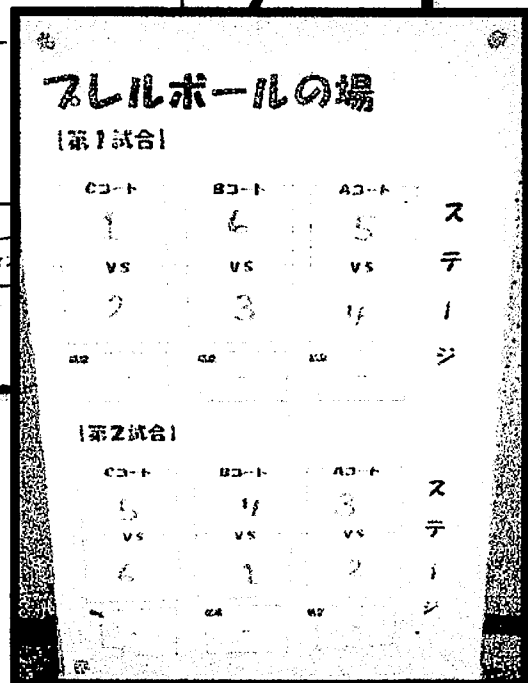 プレルボールの場
[第1試合]
Cコート Bコート Aコート
1 6 5
VS VS VS
2 3 4
ステージ
[第2試合]
Cコート Bコート Aコート
5 4 3
VS VS VS
6 1 2
ステージ